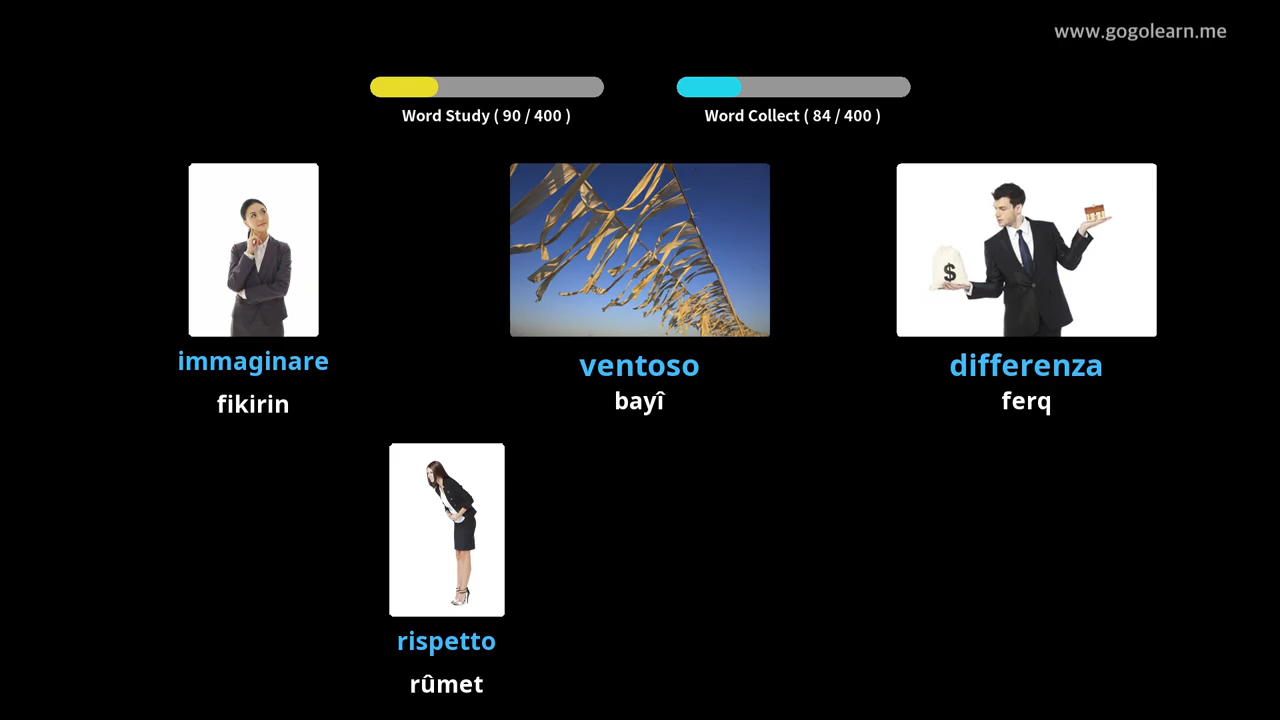 www.gogolearn.me
Word Study ( 90 / 400 )
Word Collect ( 84 / 400 )
$
immaginare
fikirin
ventoso
bayî
differenza
ferq
rispetto
rûmet